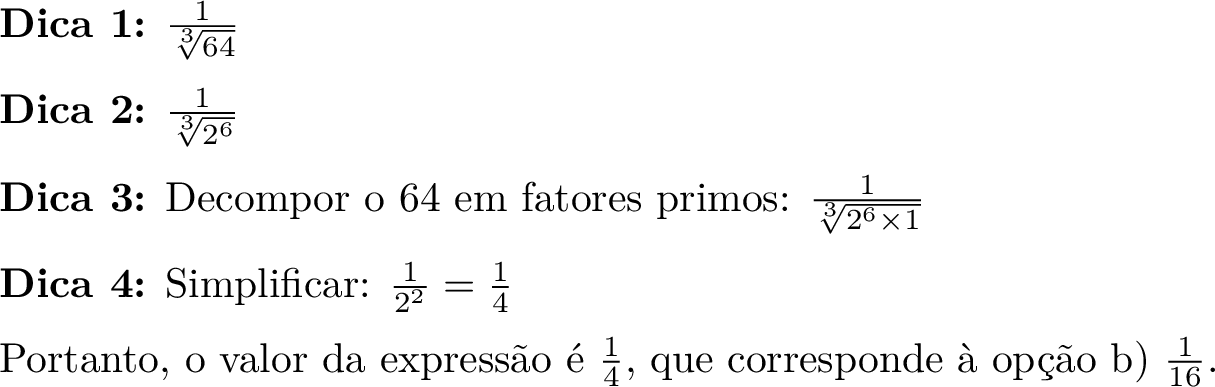 Dica 1: $\frac{1}{\sqrt[3]{64}}$
Dica 2: $\frac{1}{\sqrt[3]{2^6}}$
Dica 3: Decompor o 64 em fatores primos: $\frac{1}{\sqrt[3]{2^6 \times 1}}$
Dica 4: Simplificar: $\frac{1}{2^2} = \frac{1}{4}$
Portanto, o valor da expressão é $\frac{1}{4}$, que corresponde à opção b) $\frac{1}{16}$.